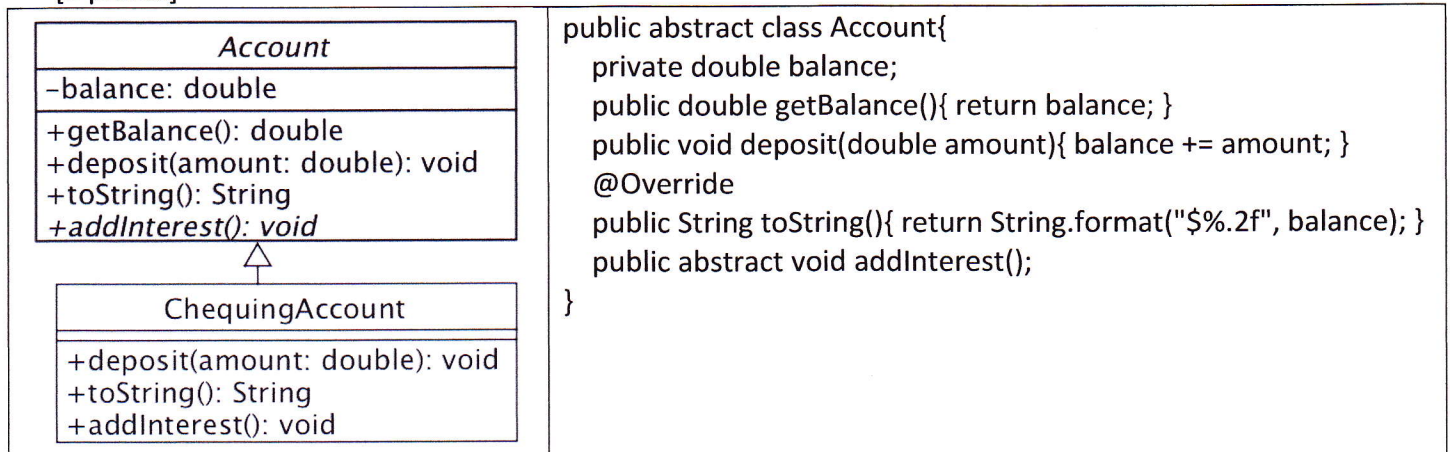 Account
-balance: double
+getBalance(): double
+deposit(amount: double): void
+toString(): String
+addInterest(): void
ChequingAccount
+deposit(amount: double): void
+toString(): String
+addInterest(): void
public abstract class Account{
private double balance;
public double getBalance(){ return balance; }
public void deposit(double amount){ balance += amount; }
@Override
public String toString(){ return String.format("$%.2f", balance); }
public abstract void addInterest();
}